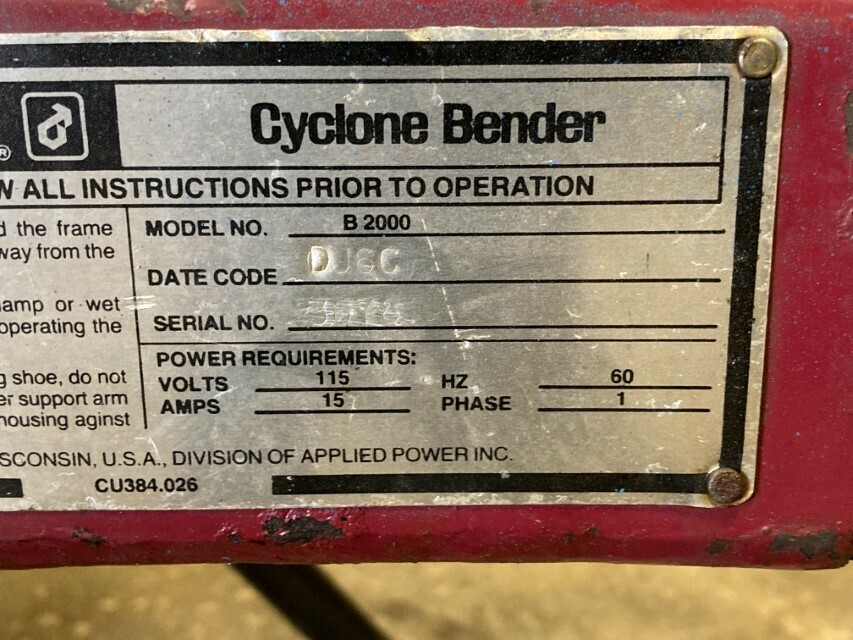 ®
Cyclone Bender
W ALL INSTRUCTIONS PRIOR TO OPERATION
d the frame
way from the
amp or wet
operating the
g shoe, do not
er support arm
housing aginst
MODEL NO. B 2000
DATE CODE
SERIAL NO.
POWER REQUIREMENTS:
VOLTS 115 HZ 60
AMPS 15 PHASE 1
SCONSIN, U.S.A., DIVISION OF APPLIED POWER INC.
CU384.026